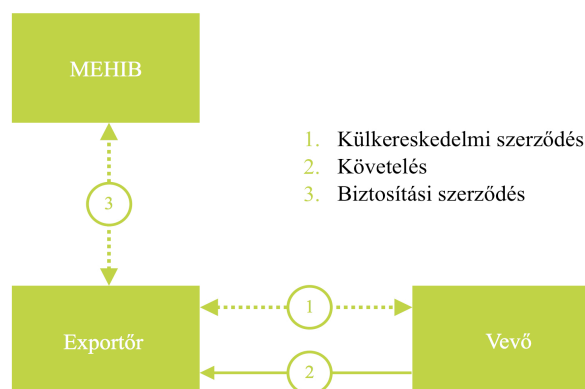 MEHIB
1. Külkereskedelmi szerződés
2. Követelés
3. Biztosítási szerződés
3
Exportőr
1
Vevő
2